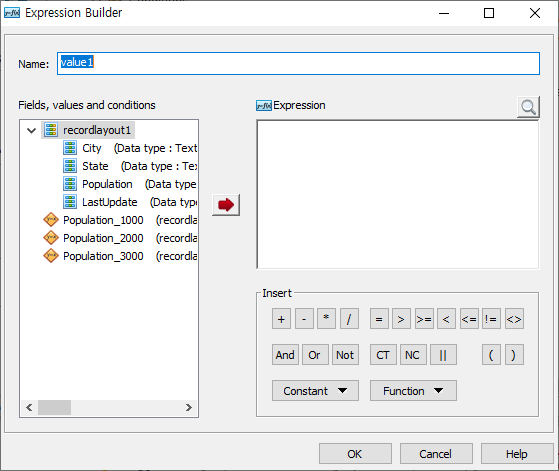 Expression Builder
Name: value1
Fields, values and conditions
recordlayout1
City (Data type : Text
State (Data type : Tex
Population (Data type
LastUpdate (Data type
Population_1000 (recordla
Population_2000 (recordla
Population_3000 (recordla
Expression
Insert
+ - * / = > >= < <= != <>
And Or Not CT NC || ( )
Constant Function
OK Cancel Help